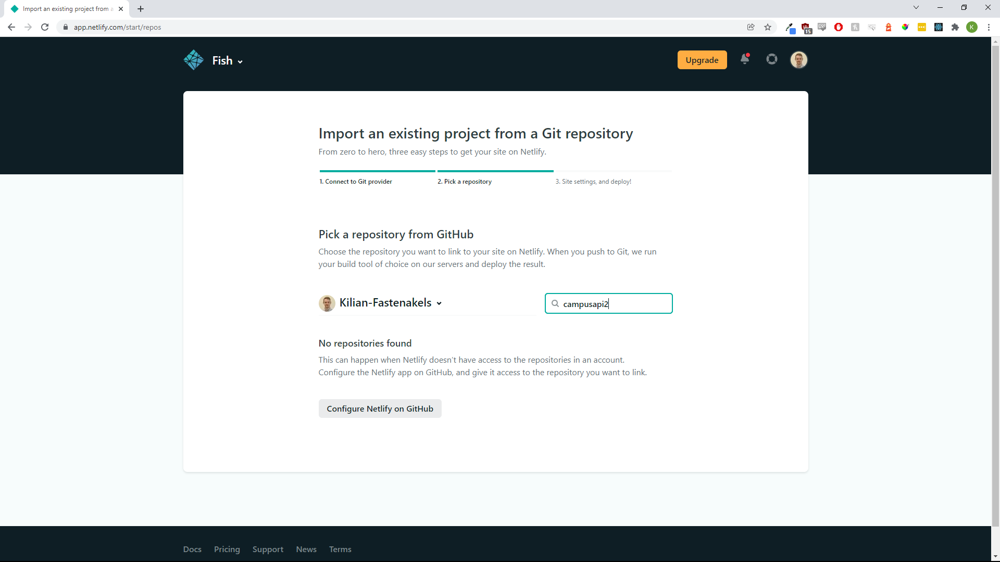 Import an existing project from a
app.netlify.com/start/repos
15
CSS
K
Fish
Upgrade
Import an existing project from a Git repository
From zero to hero, three easy steps to get your site on Netlify.
1. Connect to Git provider
2. Pick a repository
3. Site settings, and deploy!
Pick a repository from GitHub
Choose the repository you want to link to your site on Netlify. When you push to Git, we run
your build tool of choice on our servers and deploy the result.
Kilian-Fastenakels
campusapi2
No repositories found
This can happen when Netlify doesn’t have access to the repositories in an account.
Configure the Netlify app on GitHub, and give it access to the repository you want to link.
Configure Netlify on GitHub
Docs Pricing Support News Terms